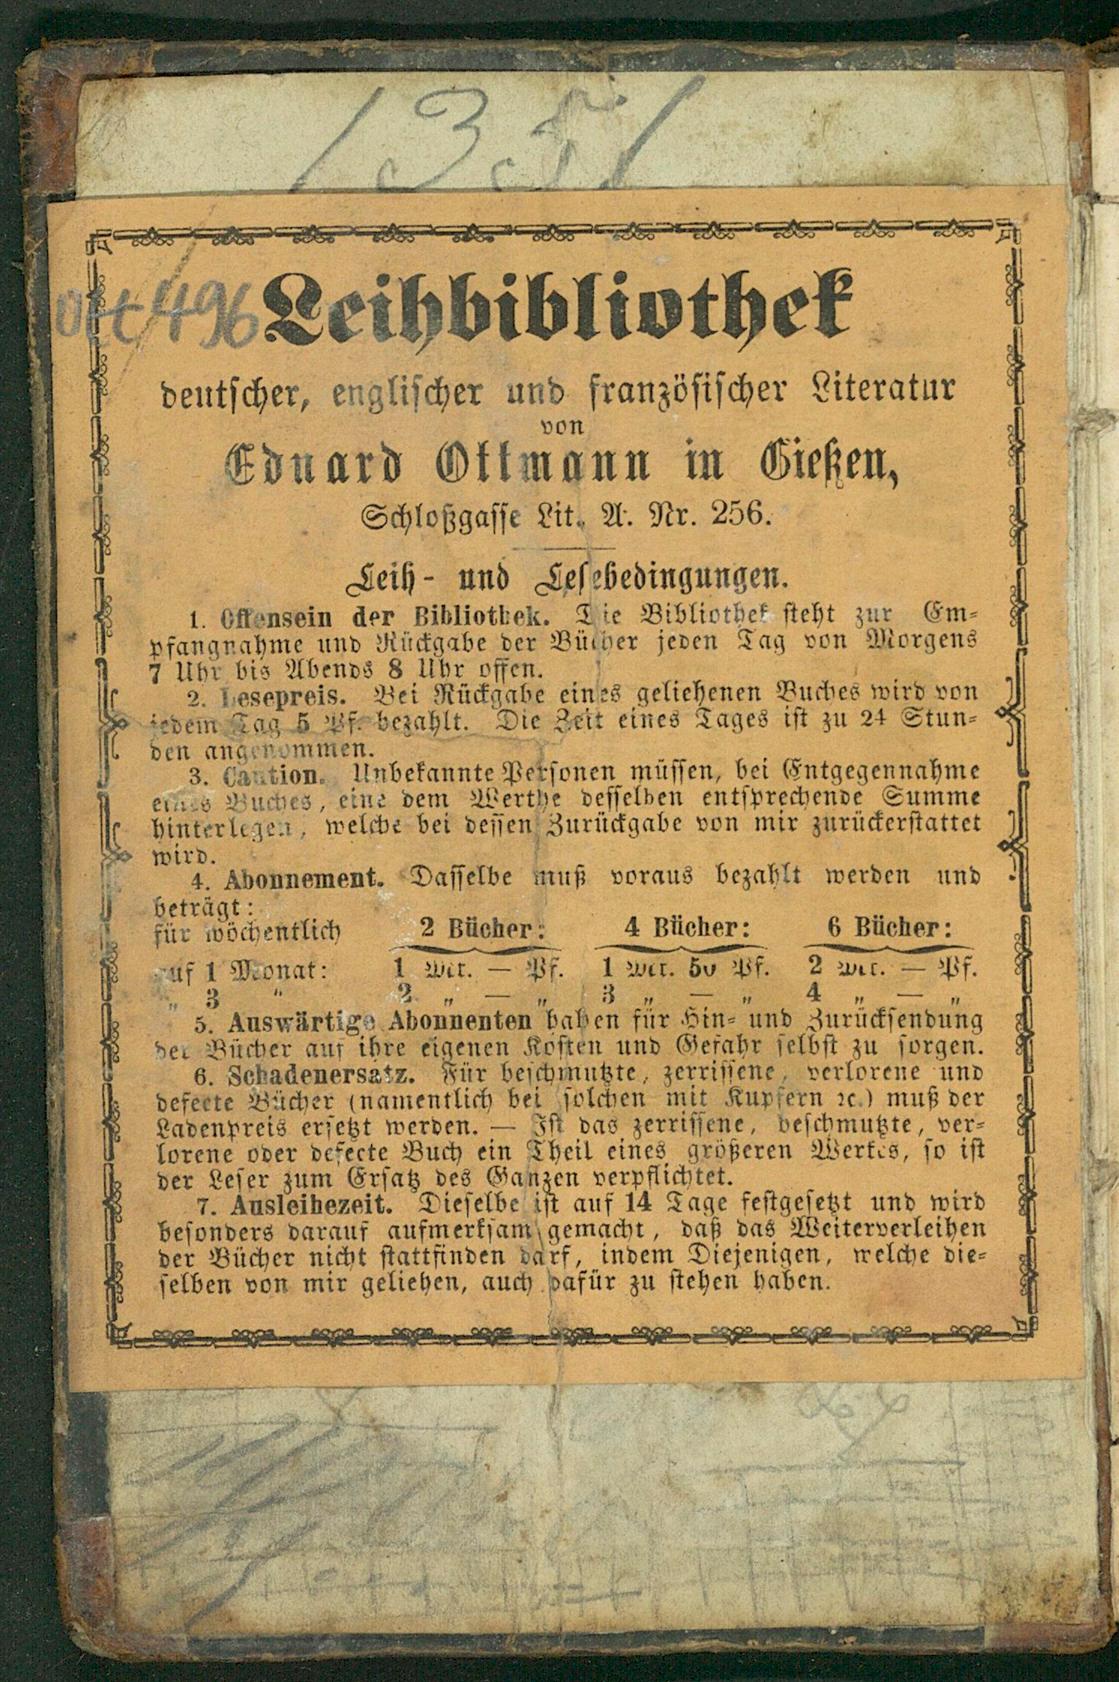 1351
Ott 496
Leihbibliothek
deutscher, englischer und französischer Literatur
von
Eduard Ottmann in Gießen,
Schloßgasse Lit. A. Nr. 256.
Leih- und Lesebedingungen.
1. Offensein der Bibliothek. Die Bibliothek steht zur Em-
pfangnahme und Rückgabe der Bücher jeden Tag von Morgens
7 Uhr bis Abends 8 Uhr offen.
2. Lesepreis. Bei Rückgabe eines geliehenen Buches wird von
jedem Tag 5 Pf. bezahlt. Die Zeit eines Tages ist zu 24 Stun-
den angenommen.
3. Caution. Unbekannte Personen müssen, bei Entgegennahme
eines Buches, eine dem Werthe desselben entsprechende Summe
hinterlegen, welche bei dessen Zurückgabe von mir zurückerstattet
wird.
4. Abonnement. Dasselbe muß voraus bezahlt werden und
beträgt:
für wöchentlich 2 Bücher: 4 Bücher: 6 Bücher:
auf 1 Monat: 1 Mk. — Pf. 1 Mk. 50 Pf. 2 Mk. — Pf.
„ 3 „ 2 „ — „ 3 „ — „ 4 „ — „
5. Auswärtige Abonnenten haben für Hin- und Zurücksendung
der Bücher auf ihre eigenen Kosten und Gefahr selbst zu sorgen.
6. Schadenersatz. Für beschmutzte, zerrissene, verlorene und
defecte Bücher (namentlich bei solchen mit Kupfern ꝛc.) muß der
Ladenpreis ersetzt werden. — Ist das zerrissene, beschmutzte, ver-
lorene oder defecte Buch ein Theil eines größeren Werkes, so ist
der Leser zum Ersatz des Ganzen verpflichtet.
7. Ausleihezeit. Dieselbe ist auf 14 Tage festgesetzt und wird
besonders darauf aufmerksam gemacht, daß das Weiterverleihen
der Bücher nicht stattfinden darf, indem Diejenigen, welche die-
selben von mir geliehen, auch dafür zu stehen haben.